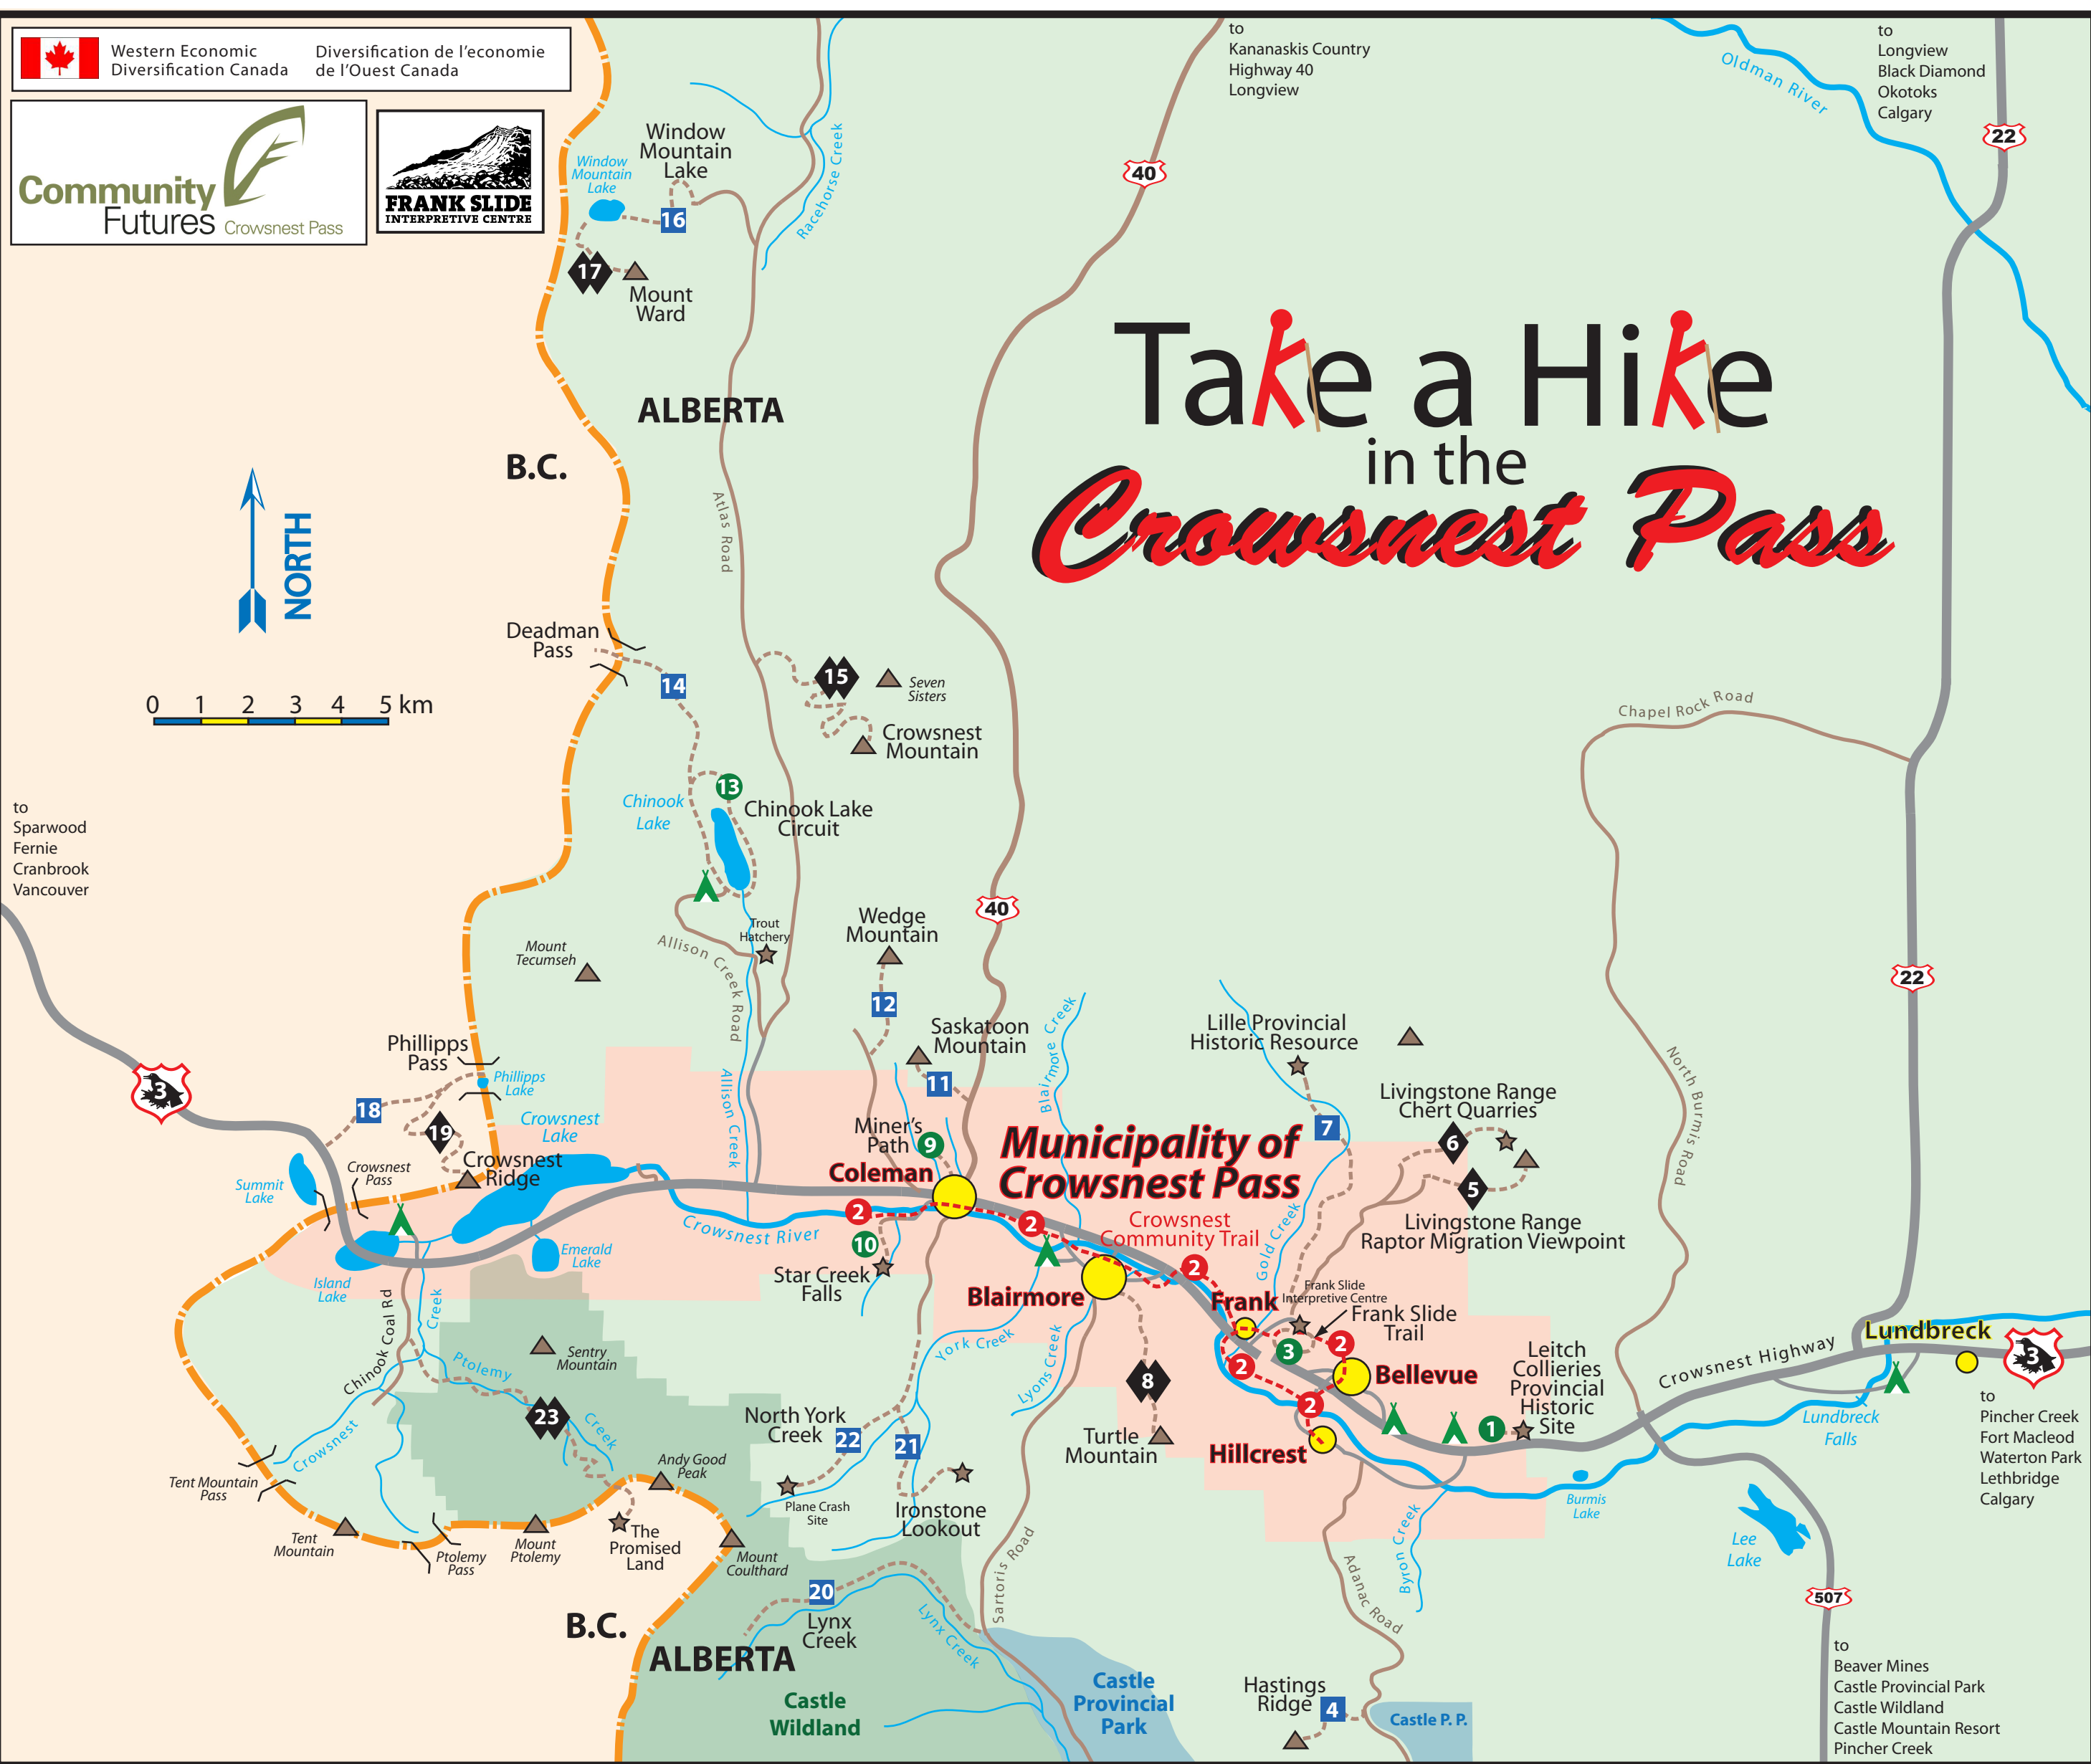 Western Economic
Diversification Canada
Diversification de l'economie
de l'Ouest Canada
Community
Futures
Crowsnest Pass
FRANK SLIDE
INTERPRETIVE CENTRE
Take a Hike
in the
Crowsnest Pass
to
Kananaskis Country
Highway 40
Longview
to
Longview
Black Diamond
Okotoks
Calgary
Oldman River
22
40
Racehorse Creek
Window
Mountain
Lake
Window
Mountain
Lake
16
17
Mount
Ward
ALBERTA
B.C.
NORTH
Atlas Road
Deadman
Pass
14
15
Seven
Sisters
Crowsnest
Mountain
0 1 2 3 4 5 km
Chapel Rock Road
13
Chinook
Lake
Chinook Lake
Circuit
to
Sparwood
Fernie
Cranbrook
Vancouver
Trout
Hatchery
Allison Creek Road
Mount
Tecumseh
Wedge
Mountain
40
12
22
Saskatoon
Mountain
11
Blairmore Creek
Lille Provincial
Historic Resource
North Burmis Road
Phillipps
Pass
Phillipps
Lake
3
18
19
Crowsnest
Lake
Crowsnest
Ridge
Crowsnest
Pass
Summit
Lake
Allison Creek
Miner's
Path
9
Coleman
Municipality of
Crowsnest Pass
7
Livingstone Range
Chert Quarries
6
5
Livingstone Range
Raptor Migration Viewpoint
2
2
Crowsnest
Community Trail
2
Gold Creek
10
Star Creek
Falls
Crowsnest River
Emerald
Lake
Island
Lake
Blairmore
Frank
Frank Slide
Interpretive Centre
Frank Slide
Trail
3
2
2
2
Bellevue
Hillcrest
Leitch
Collieries
Provincial
Historic
Site
1
Crowsnest Highway
Lundbreck
3
Lundbreck
Falls
to
Pincher Creek
Fort Macleod
Waterton Park
Lethbridge
Calgary
Chinook Coal Rd
Creek
Crowsnest
Ptolemy
Creek
Sentry
Mountain
23
York Creek
Lyons Creek
8
Turtle
Mountain
North York
Creek
22
21
Plane Crash
Site
Ironstone
Lookout
Andy Good
Peak
Tent Mountain
Pass
Tent
Mountain
Ptolemy
Pass
Mount
Ptolemy
The
Promised
Land
Mount
Coulthard
Burmis
Lake
Lee
Lake
Byron Creek
Adanac Road
Sartoris Road
507
20
Lynx
Creek
Lynx Creek
B.C.
ALBERTA
Castle
Wildland
Castle
Provincial
Park
Hastings
Ridge
4
Castle P. P.
to
Beaver Mines
Castle Provincial Park
Castle Wildland
Castle Mountain Resort
Pincher Creek